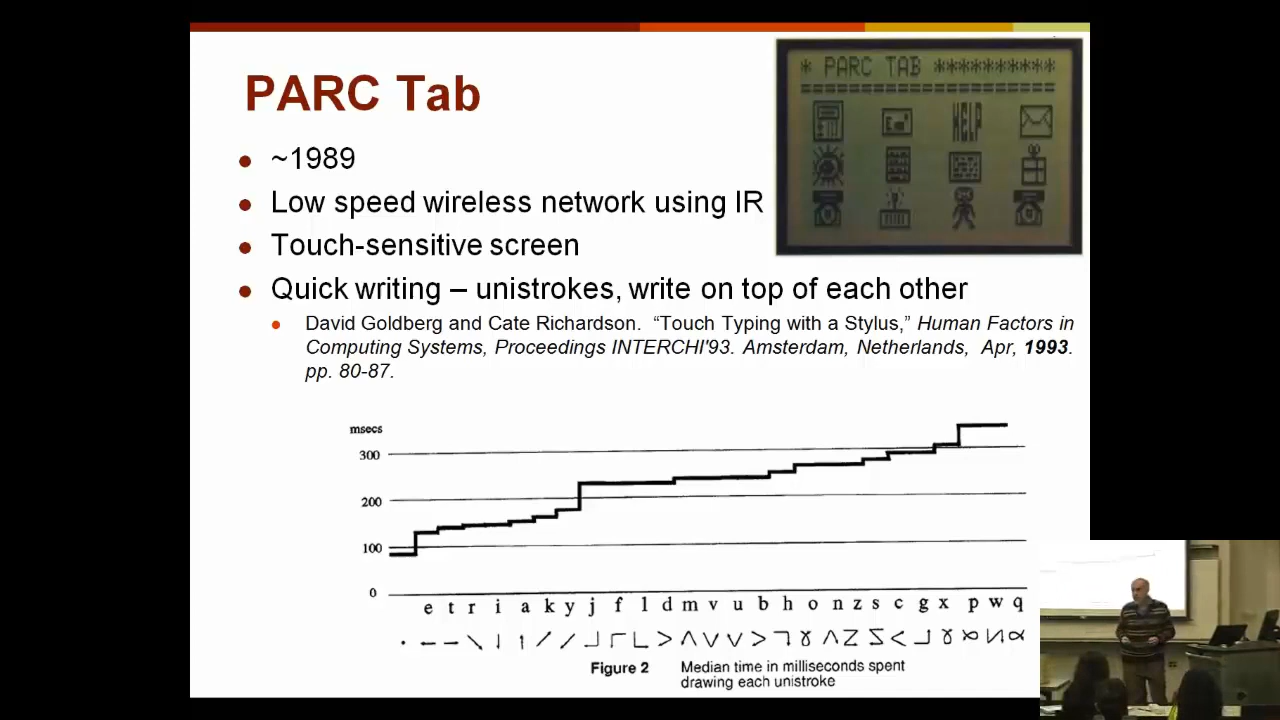 PARC Tab
* PARC TAB **********
Em!
HELP
~1989
Low speed wireless network using IR
Touch-sensitive screen
Quick writing – unistrokes, write on top of each other
David Goldberg and Cate Richardson. “Touch Typing with a Stylus,” Human Factors in
Computing Systems, Proceedings INTERCHI'93. Amsterdam, Netherlands, Apr, 1993.
pp. 80-87.
msecs
300
200
100
0
e t r i a k y j f l d m v u b h o n z s c g x p w q
Figure 2 Median time in milliseconds spent
drawing each unistroke